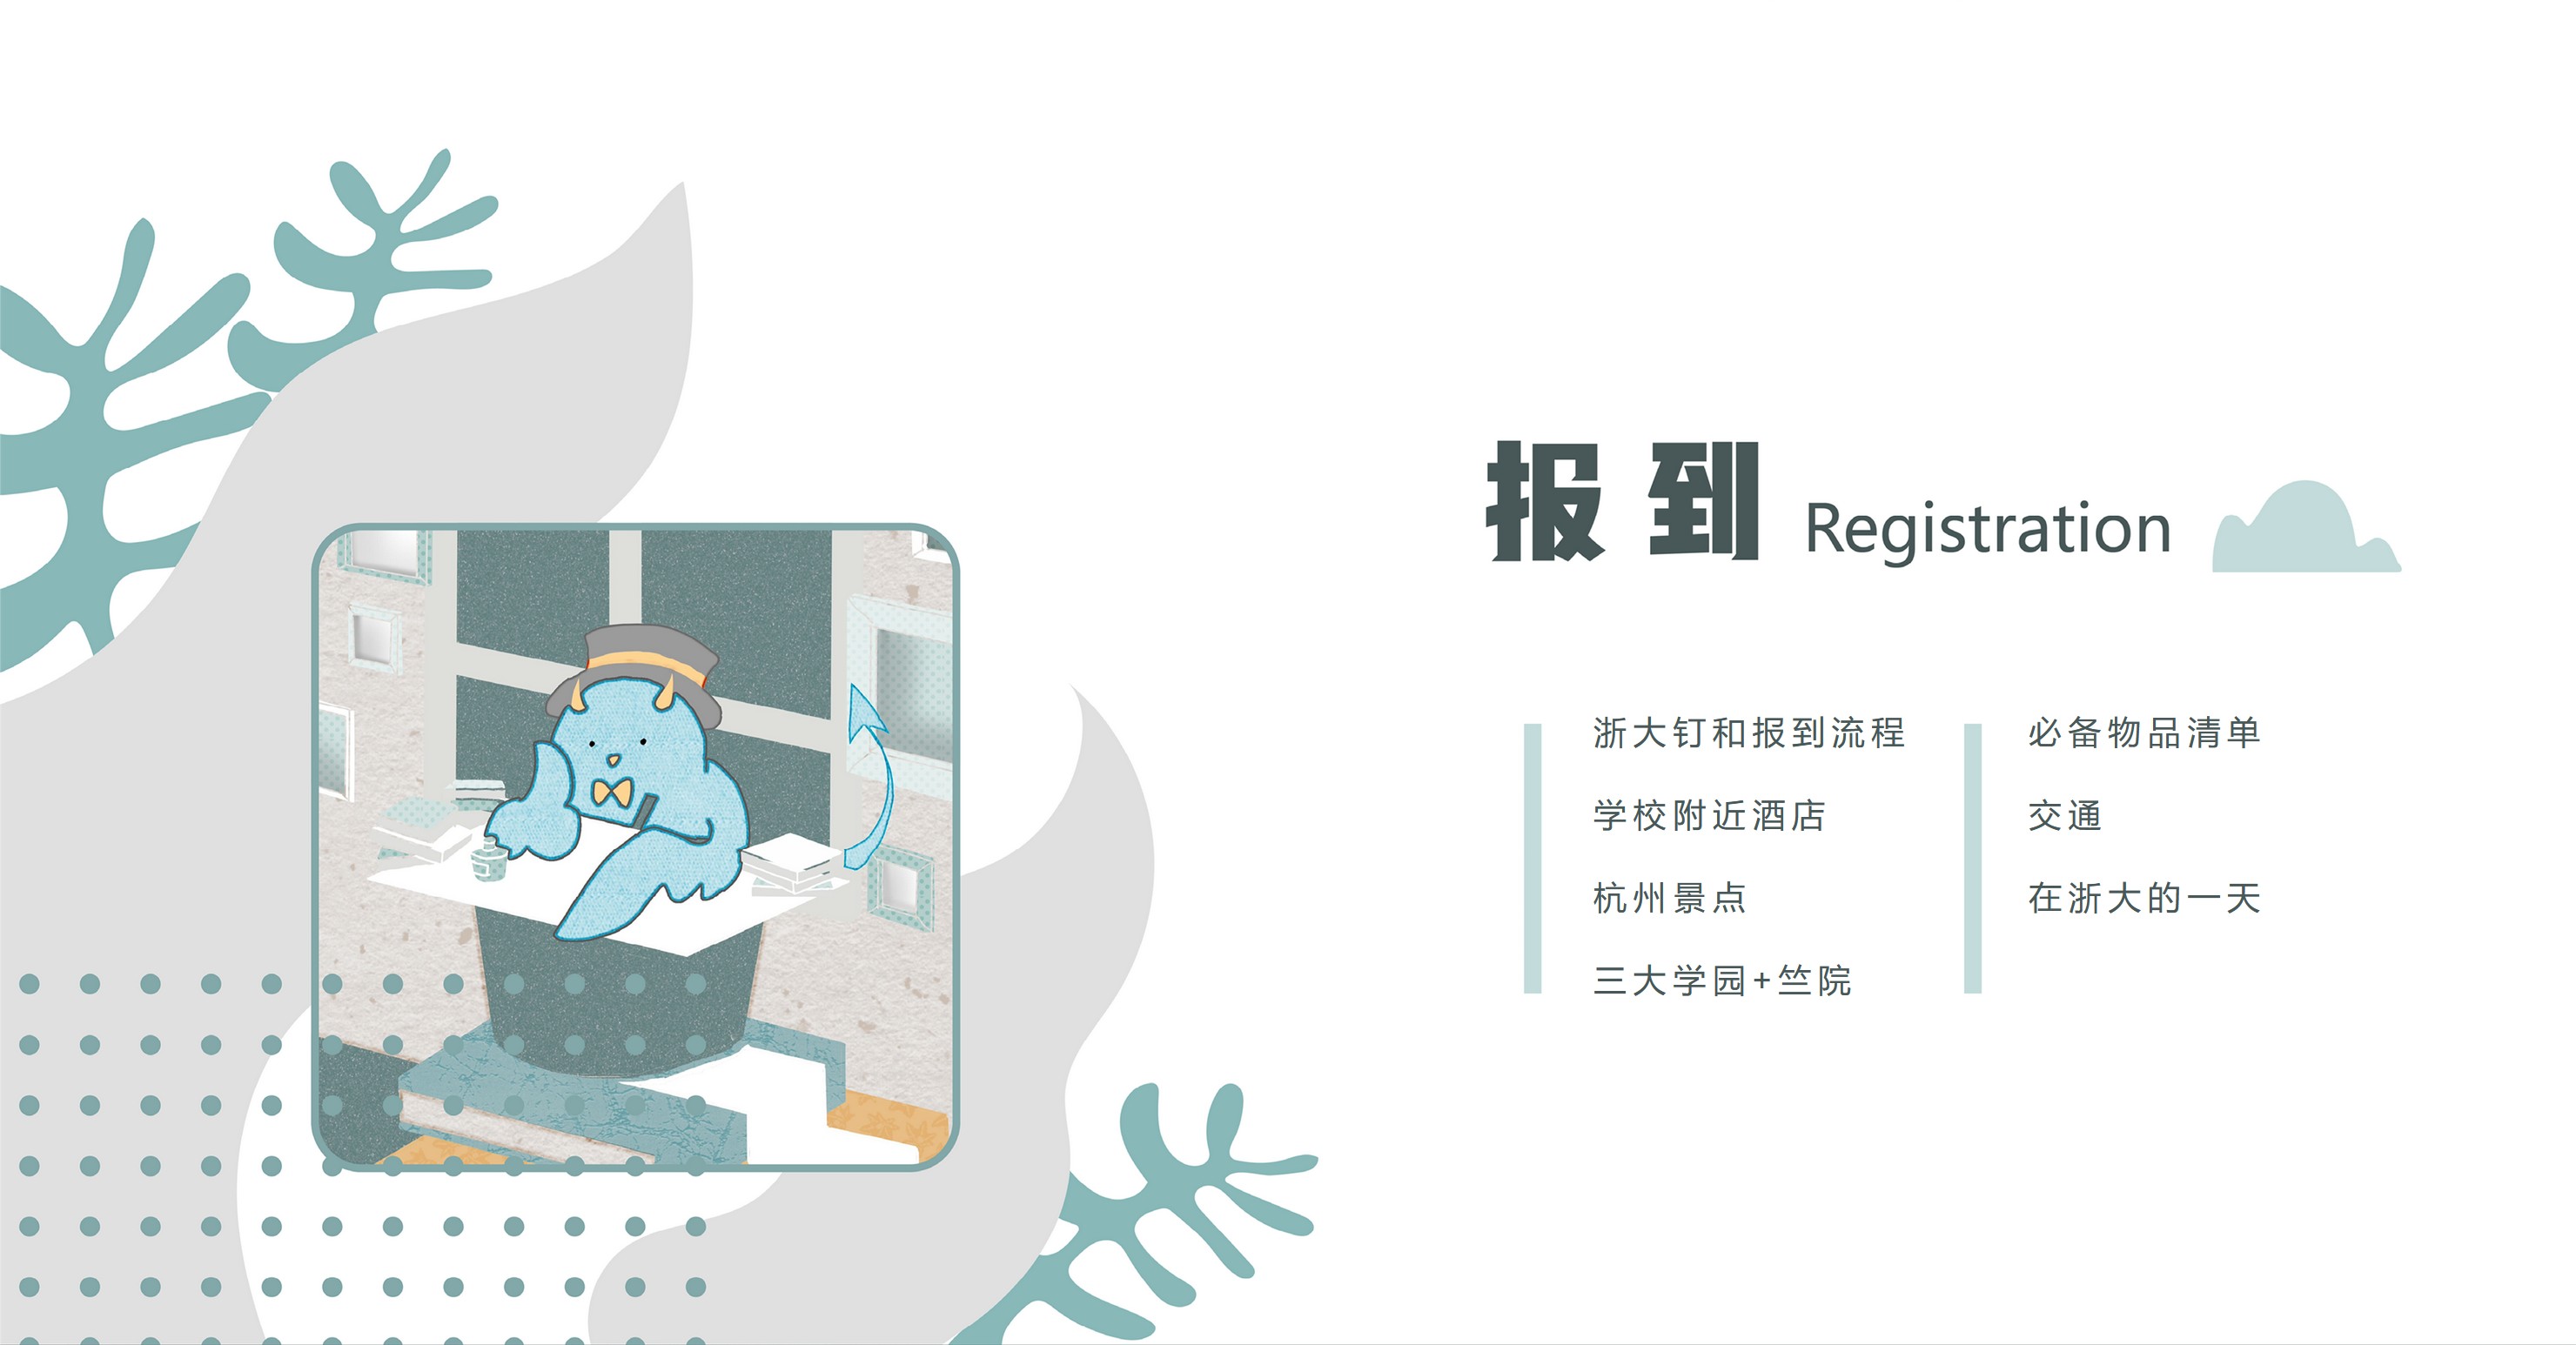 报到 Registration
浙大钉和报到流程
学校附近酒店
杭州景点
三大学园+竺院
必备物品清单
交通
在浙大的一天